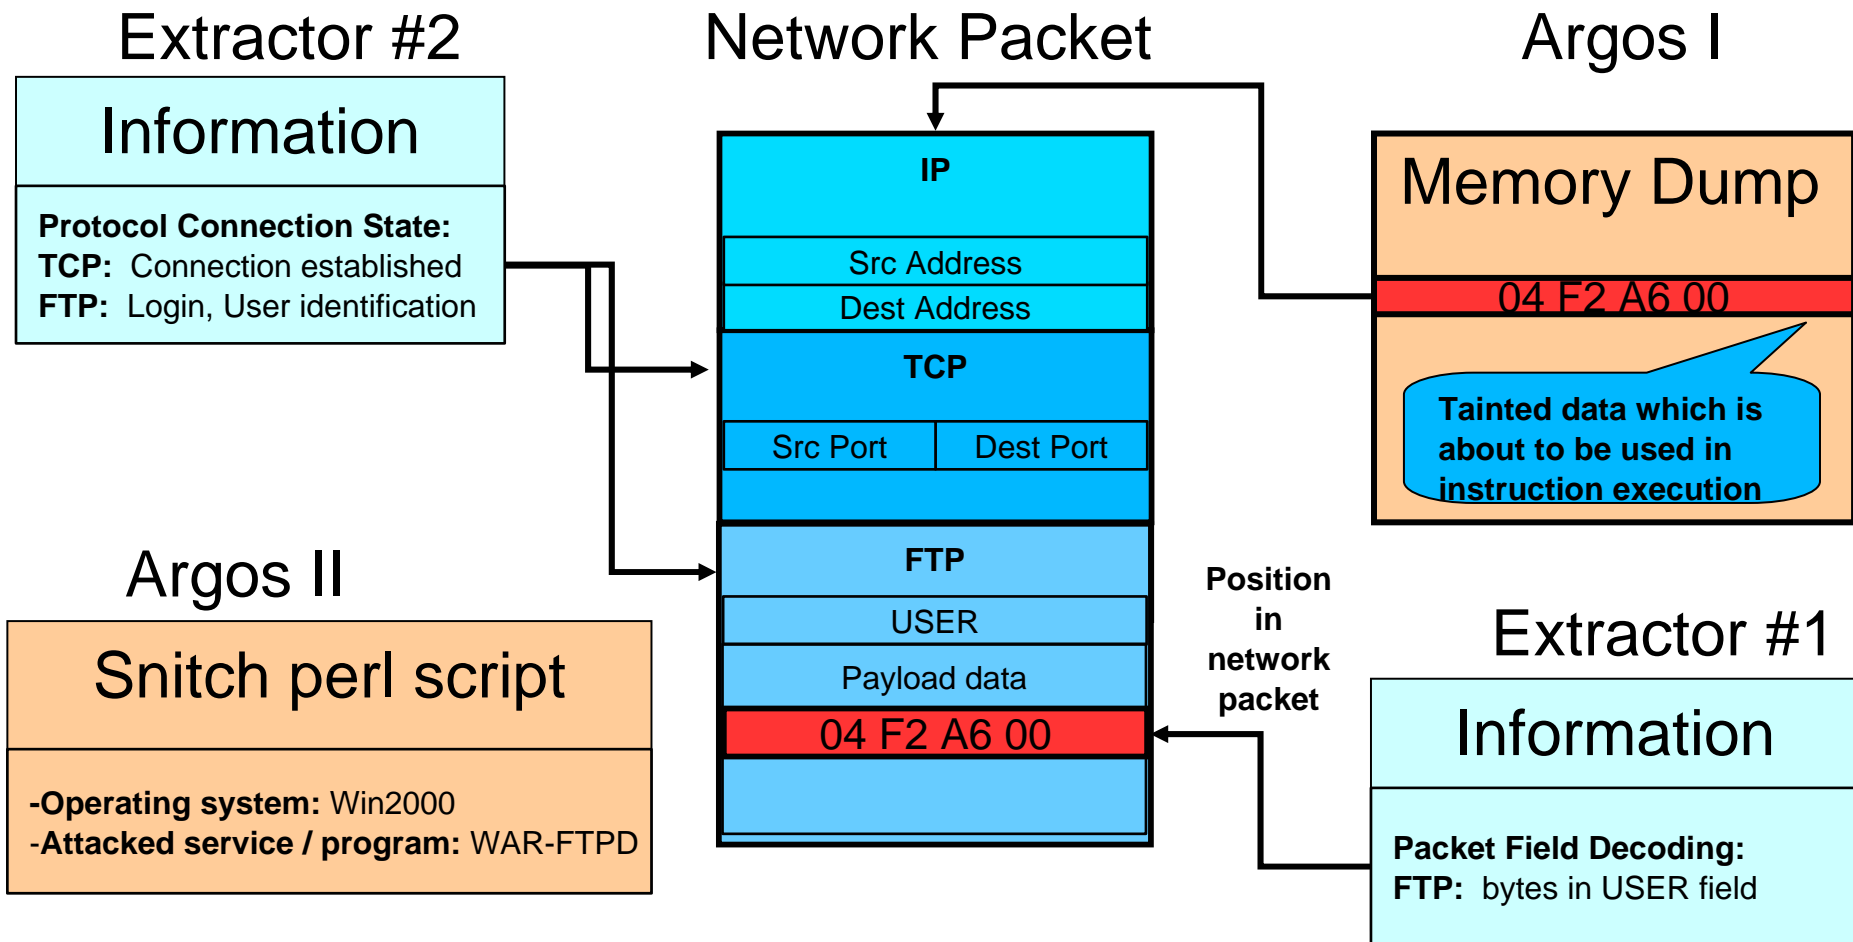 Extractor #2
Information
Protocol Connection State:
TCP: Connection established
FTP: Login, User identification
Network Packet
IP
Src Address
Dest Address
TCP
Src Port
Dest Port
FTP
USER
Payload data
04 F2 A6 00
Argos I
Memory Dump
04 F2 A6 00
Tainted data which is
about to be used in
instruction execution
Argos II
Snitch perl script
-Operating system: Win2000
-Attacked service / program: WAR-FTPD
Position
in
network
packet
Extractor #1
Information
Packet Field Decoding:
FTP: bytes in USER field